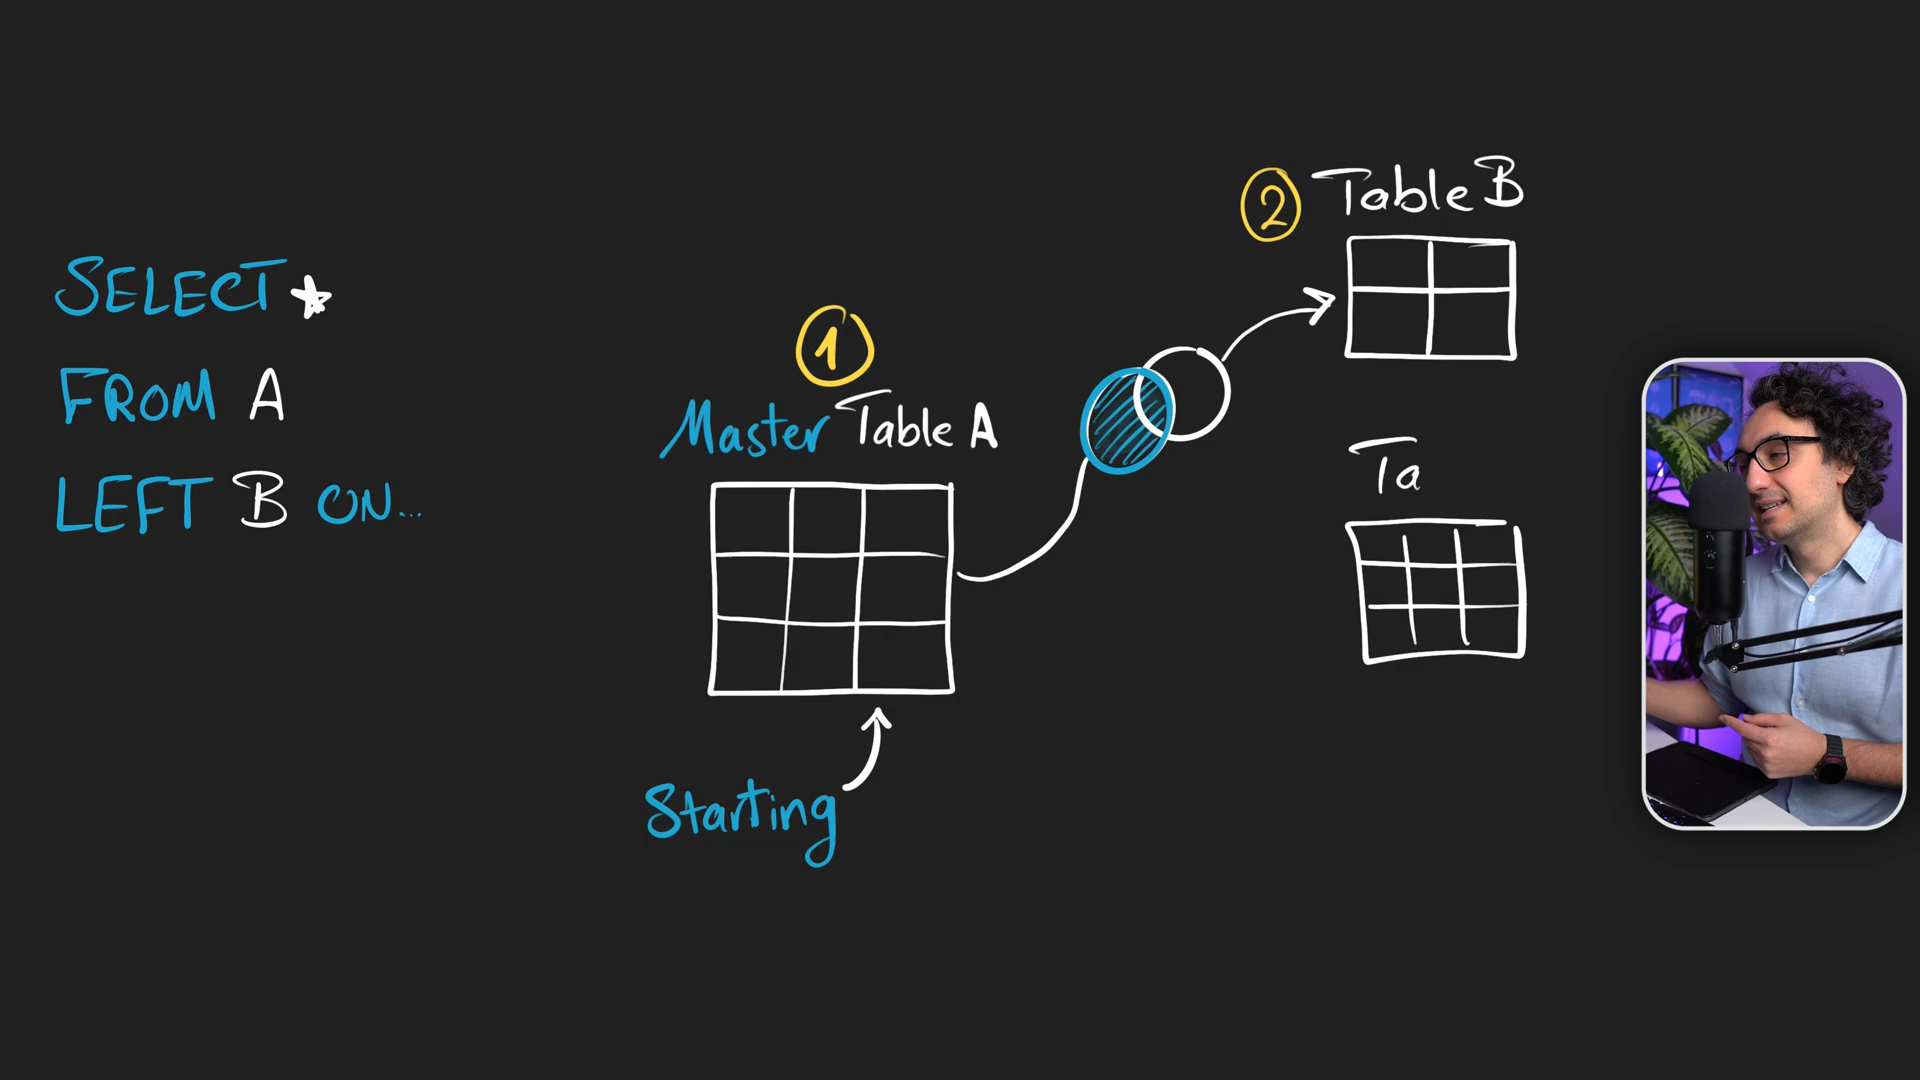 SELECT *
FROM A
LEFT B ON...
1
Master Table A
Starting
2 Table B
Ta